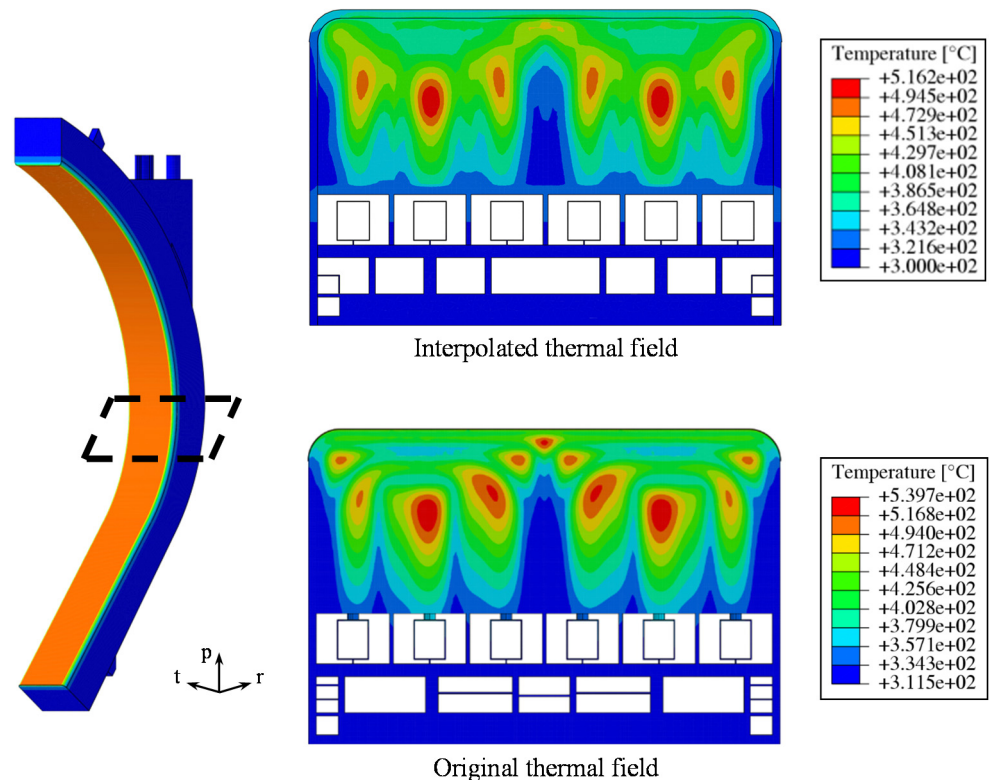 Temperature [°C]
+5.162e+02
+4.945e+02
+4.729e+02
+4.513e+02
+4.297e+02
+4.081e+02
+3.865e+02
+3.648e+02
+3.432e+02
+3.216e+02
+3.000e+02
Interpolated thermal field
Temperature [°C]
+5.397e+02
+5.168e+02
+4.940e+02
+4.712e+02
+4.484e+02
+4.256e+02
+4.028e+02
+3.799e+02
+3.571e+02
+3.343e+02
+3.115e+02
p
t
r
Original thermal field